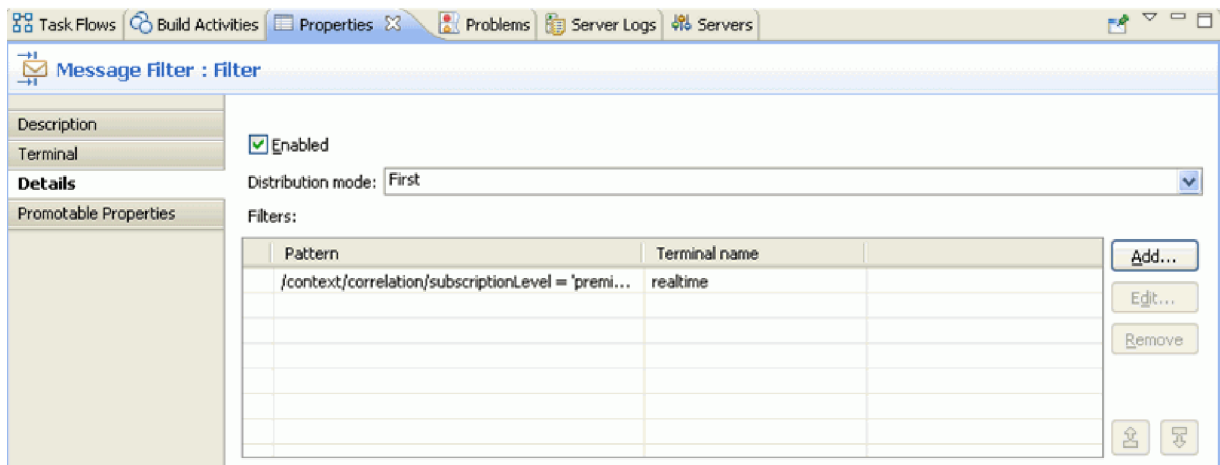 Task Flows Build Activities Properties Problems Server Logs Servers
Message Filter : Filter
Description
Terminal
Details
Promotable Properties
Enabled
Distribution mode: First
Filters:
Pattern Terminal name
/context/correlation/subscriptionLevel = 'premi... realtime
Add...
Edit...
Remove